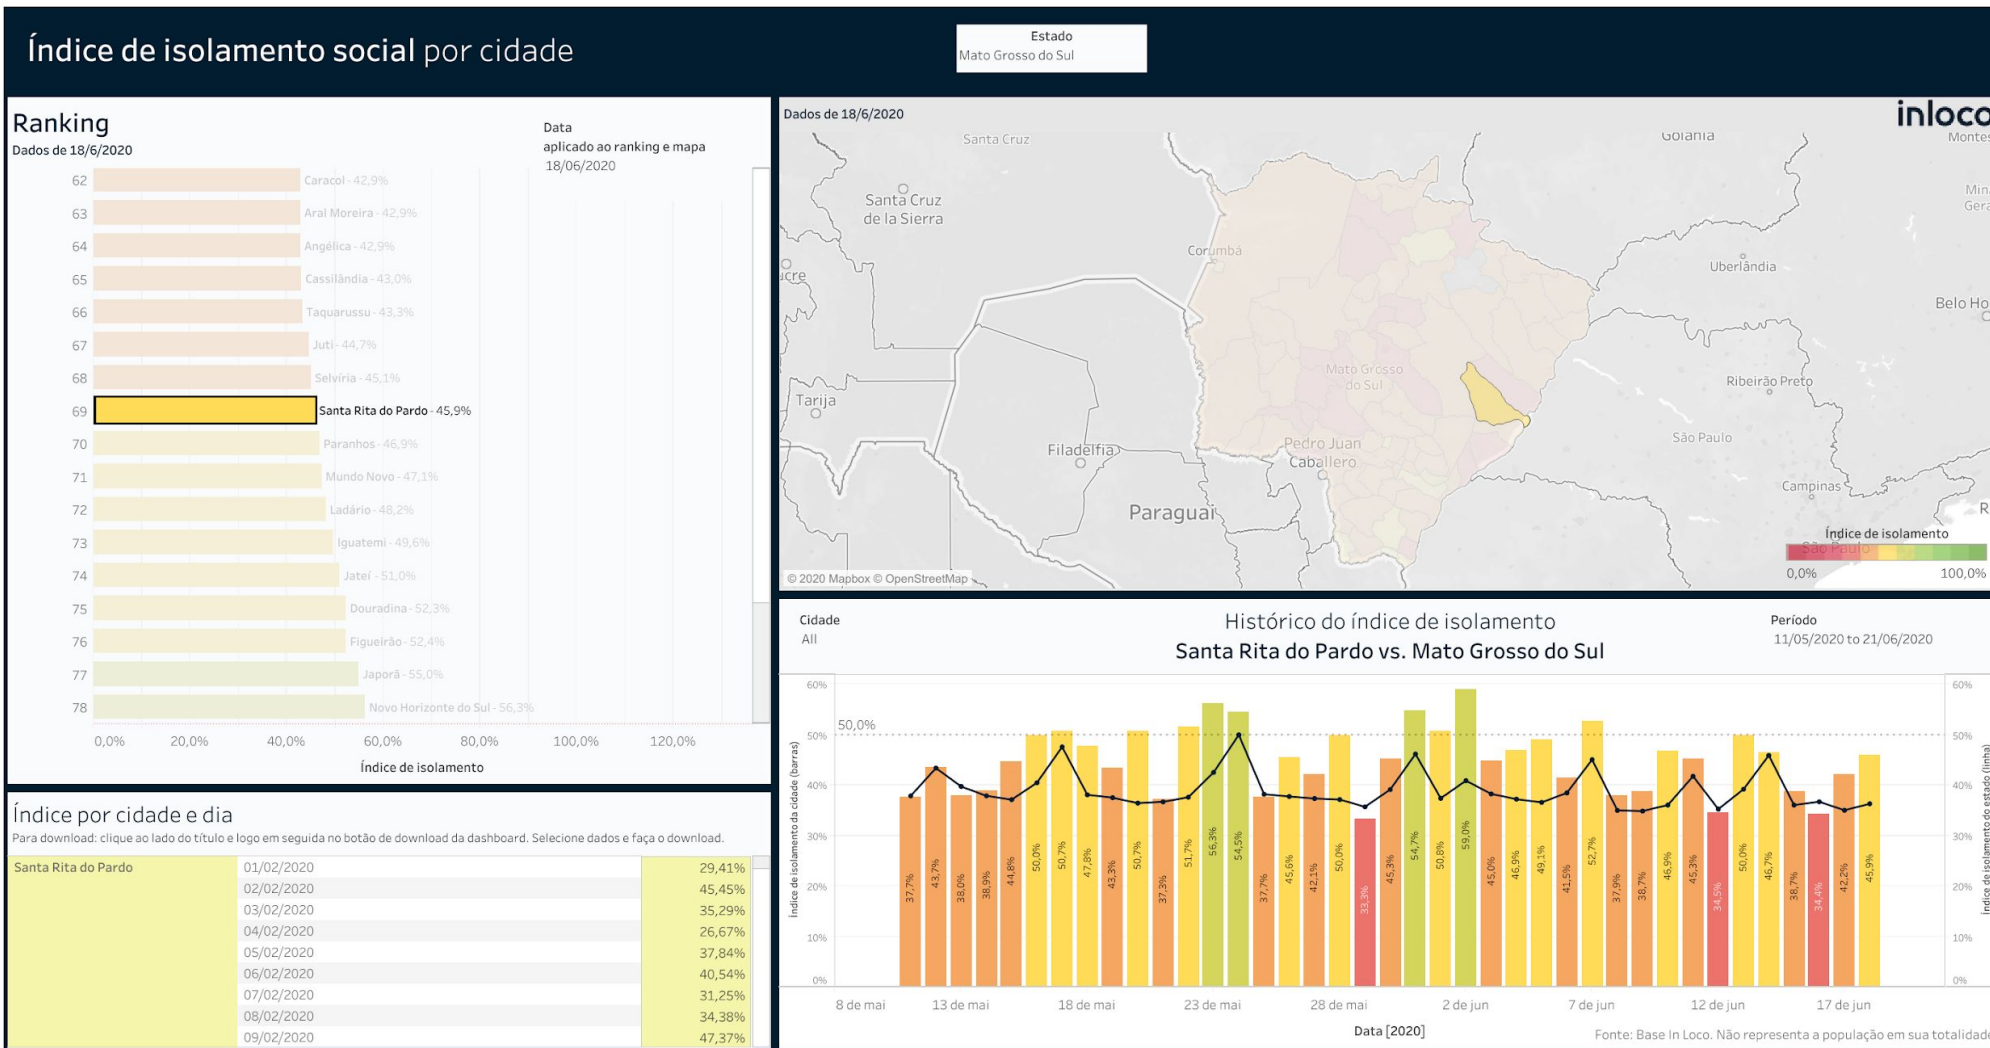 Índice de isolamento social por cidade
Estado
Mato Grosso do Sul
Ranking
Dados de 18/6/2020
Data
aplicado ao ranking e mapa
18/06/2020
62 Caracol - 42,9%
63 Aral Moreira - 42,9%
64 Angélica - 42,9%
65 Cassilândia - 43,0%
66 Taquarussu - 43,3%
67 Juti - 44,7%
68 Selvíria - 45,1%
69 Santa Rita do Pardo - 45,9%
70 Paranhos - 46,9%
71 Mundo Novo - 47,1%
72 Ladário - 48,2%
73 Iguatemi - 49,6%
74 Jateí - 51,0%
75 Douradina - 52,3%
76 Figueirão - 52,4%
77 Japorã - 55,0%
78 Novo Horizonte do Sul - 56,3%
0,0% 20,0% 40,0% 60,0% 80,0% 100,0% 120,0%
Índice de isolamento
Índice por cidade e dia
Para download: clique ao lado do título e logo em seguida no botão de download da dashboard. Selecione dados e faça o download.
Santa Rita do Pardo 01/02/2020 29,41%
02/02/2020 45,45%
03/02/2020 35,29%
04/02/2020 26,67%
05/02/2020 37,84%
06/02/2020 40,54%
07/02/2020 31,25%
08/02/2020 34,38%
09/02/2020 47,37%
Dados de 18/6/2020
inloco
Santa Cruz
Goiânia
Montes
Santa Cruz
de la Sierra
Min
Gera
Corumbá
ucre
Uberlândia
Belo Ho
Mato Grosso
do Sul
Ribeirão Preto
Tarija
Filadélfia
Pedro Juan
Caballero
São Paulo
Campinas
Paraguai
R
Índice de isolamento
São Paulo
0,0% 100,0%
© 2020 Mapbox © OpenStreetMap
Cidade
All
Histórico do índice de isolamento
Santa Rita do Pardo vs. Mato Grosso do Sul
Período
11/05/2020 to 21/06/2020
Índice de isolamento da cidade (barras)
60%
50%
40%
30%
20%
10%
0%
50,0%
37,7% 43,7% 38,0% 38,9% 44,8% 50,0% 50,7% 47,8% 43,3% 50,7% 37,3% 51,7% 56,3% 54,5% 37,7% 45,6% 42,1% 50,0% 33,3% 45,3% 54,7% 50,8% 59,0% 45,0% 46,9% 49,1% 41,5% 52,7% 37,9% 38,7% 46,9% 45,3% 34,5% 50,0% 46,7% 38,7% 34,4% 42,2% 45,9%
60%
50%
40%
30%
20%
10%
0%
Índice de isolamento do estado (linha)
8 de mai 13 de mai 18 de mai 23 de mai 28 de mai 2 de jun 7 de jun 12 de jun 17 de jun
Data [2020]
Fonte: Base In Loco. Não representa a população em sua totalidade